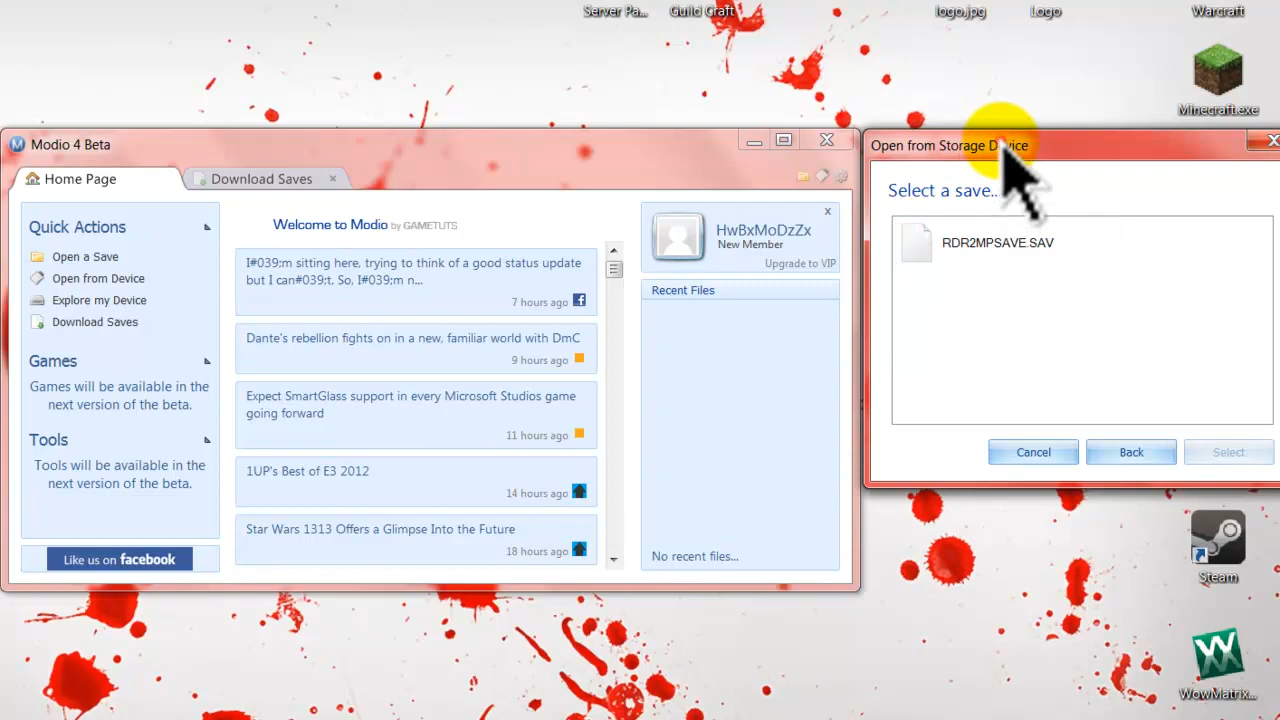 Server Pa...
Guild Craft
logo.jpg
Logo
Warcraft
Minecraft.exe
Modio 4 Beta
Home Page
Download Saves
Quick Actions
Open a Save
Open from Device
Explore my Device
Download Saves
Games
Games will be available in the
next version of the beta.
Tools
Tools will be available in the
next version of the beta.
Like us on facebook
Welcome to Modio by GAMETUTS
I#039;m sitting here, trying to think of a good status update
but I can#039;t. So, I#039;m n...
7 hours ago
Dante's rebellion fights on in a new, familiar world with DmC
9 hours ago
Expect SmartGlass support in every Microsoft Studios game
going forward
11 hours ago
1UP's Best of E3 2012
14 hours ago
Star Wars 1313 Offers a Glimpse Into the Future
18 hours ago
HwBxMoDzZx
New Member
Upgrade to VIP
Recent Files
No recent files...
Open from Storage Device
Select a save...
RDR2MPSAVE.SAV
Cancel
Back
Select
Steam
WowMatrix...